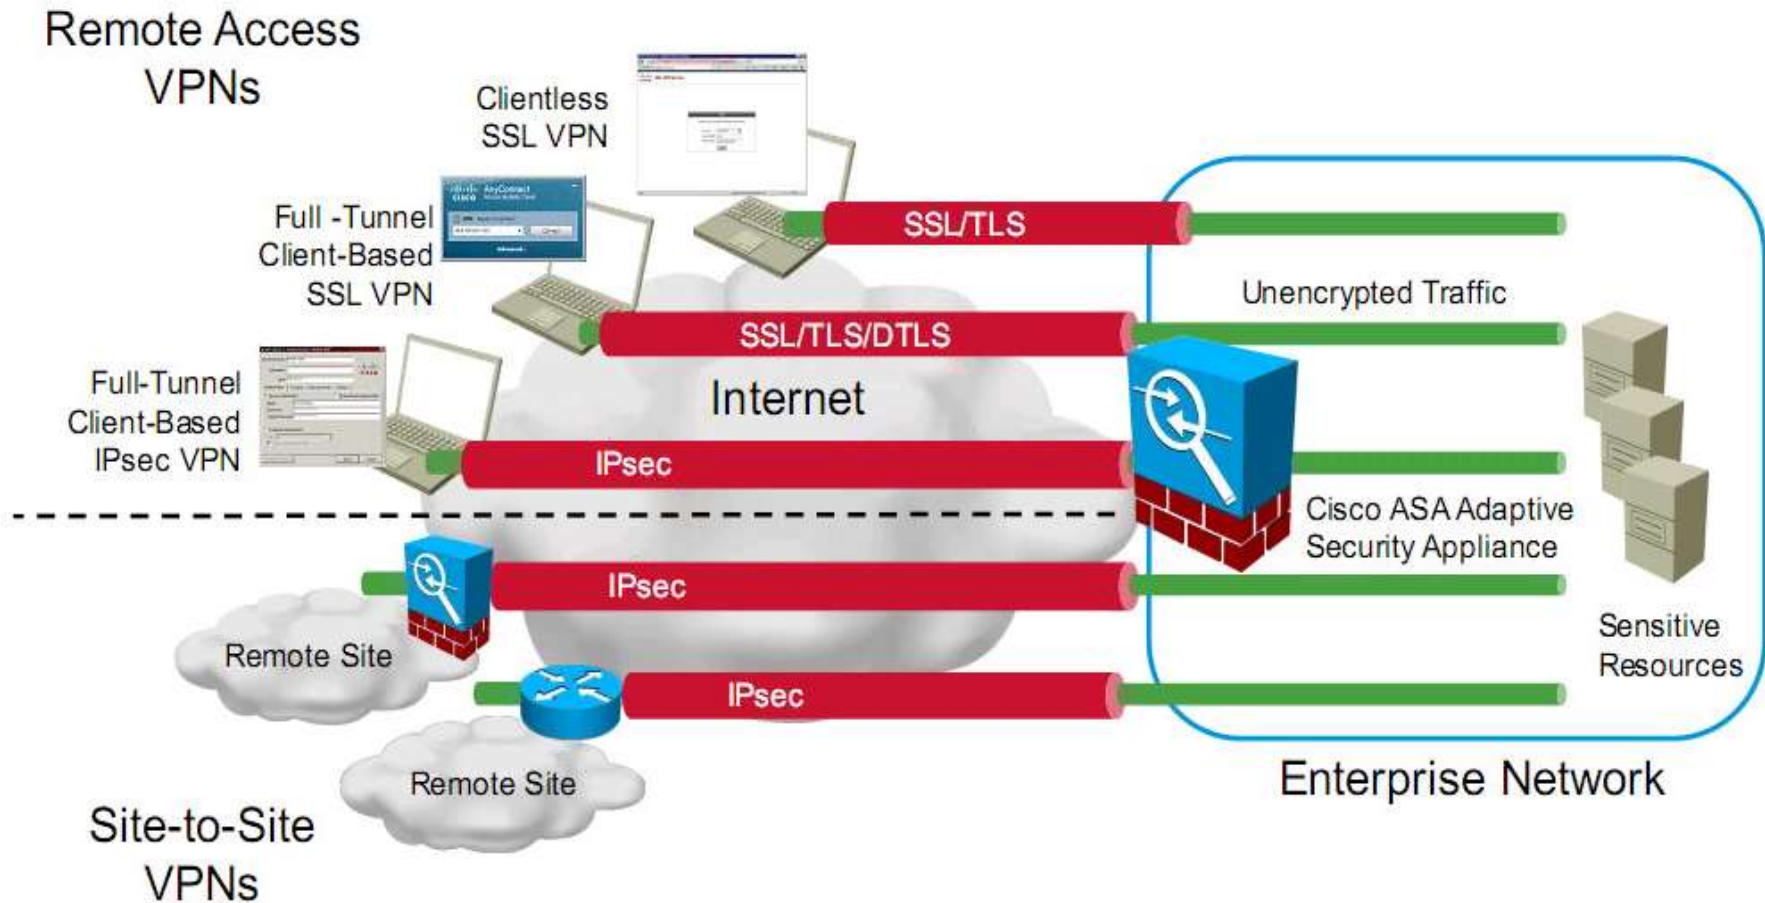 Remote Access
VPNs
Clientless
SSL VPN
CISCO AnyConnect
Full -Tunnel
Client-Based
SSL VPN
SSL/TLS
Unencrypted Traffic
SSL/TLS/DTLS
Internet
Full-Tunnel
Client-Based
IPsec VPN
IPsec
Cisco ASA Adaptive
Security Appliance
IPsec
Remote Site
Sensitive
Resources
IPsec
Remote Site
Enterprise Network
Site-to-Site
VPNs